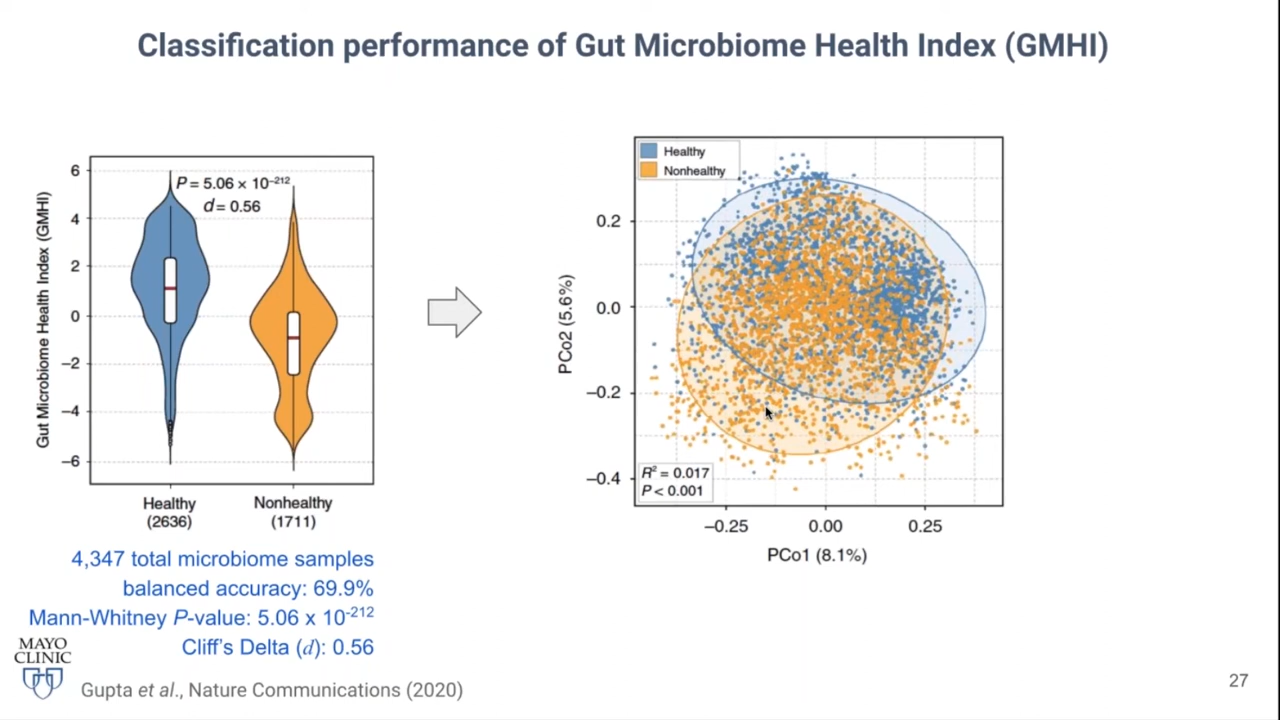 Classification performance of Gut Microbiome Health Index (GMHI)
Gut Microbiome Health Index (GMHI)
6
4
2
0
−2
−4
−6
P = 5.06 × 10⁻²¹²
d = 0.56
Healthy
(2636)
Nonhealthy
(1711)
4,347 total microbiome samples
balanced accuracy: 69.9%
Mann-Whitney P-value: 5.06 x 10⁻²¹²
Cliff's Delta (d): 0.56
Healthy
Nonhealthy
PCo2 (5.6%)
0.2
0.0
−0.2
−0.4
R² = 0.017
P < 0.001
−0.25
0.00
0.25
PCo1 (8.1%)
MAYO
CLINIC
Gupta et al., Nature Communications (2020)
27